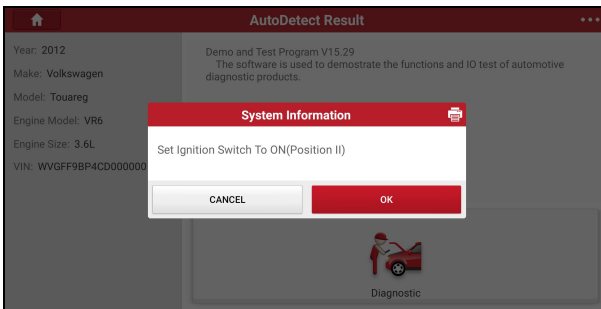 AutoDetect Result
Year: 2012
Make: Volkswagen
Model: Touareg
Engine Model: VR6
Engine Size: 3.6L
VIN: WVGFF9BP4CD000000
Demo and Test Program V15.29
The software is used to demostrate the functions and IO test of automotive
diagnostic products.
System Information
Set Ignition Switch To ON(Position II)
CANCEL
OK
Diagnostic